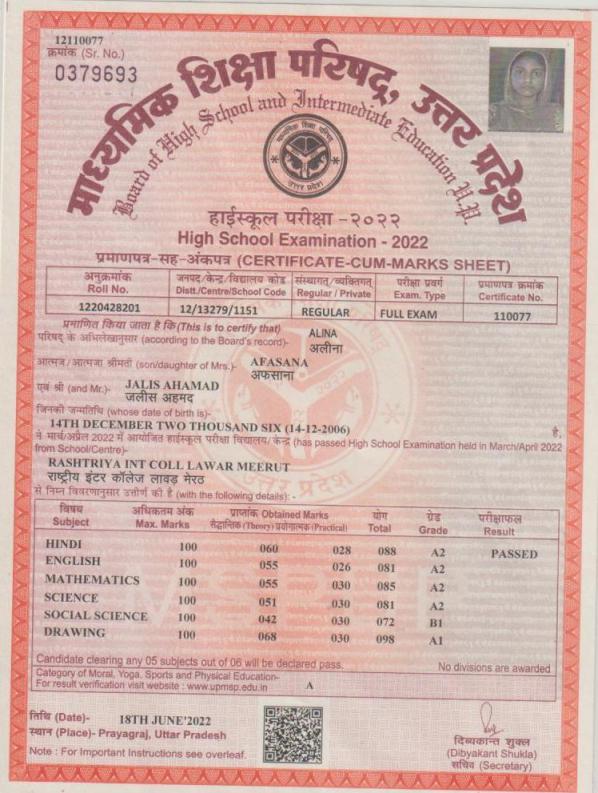 12110077
क्रमांक (Sr. No.)
0379693
माध्यमिक शिक्षा परिषद्, उत्तर प्रदेश
Board of High School and Intermediate Education U.P.
माध्यमिक शिक्षा परिषद्
उत्तर प्रदेश
हाईस्कूल परीक्षा -२०२२
High School Examination - 2022
प्रमाणपत्र-सह-अंकपत्र (CERTIFICATE-CUM-MARKS SHEET)
अनुक्रमांक जनपद/केन्द्र/विद्यालय कोड संस्थागत/व्यक्तिगत् परीक्षा प्रवर्ग प्रमाणपत्र क्रमांक
Roll No. Distt./Centre/School Code Regular / Private Exam. Type Certificate No.
1220428201 12/13279/1151 REGULAR FULL EXAM 110077
प्रमाणित किया जाता है कि (This is to certify that) ALINA
परिषद् के अभिलेखानुसार (according to the Board's record)- अलीना
आत्मज/आत्मजा श्रीमती (son/daughter of Mrs.)- AFASANA
अफसाना
एवं श्री (and Mr.)- JALIS AHAMAD
जलीस अहमद
जिनकी जन्मतिथि (whose date of birth is)-
14TH DECEMBER TWO THOUSAND SIX (14-12-2006) है,
ने मार्च/अप्रैल 2022 में आयोजित हाईस्कूल परीक्षा विद्यालय/केन्द्र (has passed High School Examination held in March/April 2022
from School/Centre)-
RASHTRIYA INT COLL LAWAR MEERUT
राष्ट्रीय इंटर कॉलेज लावड़ मेरठ
से निम्न विवरणानुसार उत्तीर्ण की है (with the following details): -
विषय अधिकतम अंक प्राप्तांक Obtained Marks योग ग्रेड परीक्षाफल
Subject Max. Marks सैद्धान्तिक (Theory) प्रयोगात्मक (Practical) Total Grade Result
HINDI 100 060 028 088 A2 PASSED
ENGLISH 100 055 026 081 A2
MATHEMATICS 100 055 030 085 A2
SCIENCE 100 051 030 081 A2
SOCIAL SCIENCE 100 042 030 072 B1
DRAWING 100 068 030 098 A1
Candidate clearing any 05 subjects out of 06 will be declared pass. No divisions are awarded
Category of Moral, Yoga, Sports and Physical Education-
For result verification visit website : www.upmsp.edu.in A
तिथि (Date)- 18TH JUNE'2022
स्थान (Place)- Prayagraj, Uttar Pradesh
Note : For Important Instructions see overleaf.
दिब्यकान्त शुक्ल
(Dibyakant Shukla)
सचिव (Secretary)